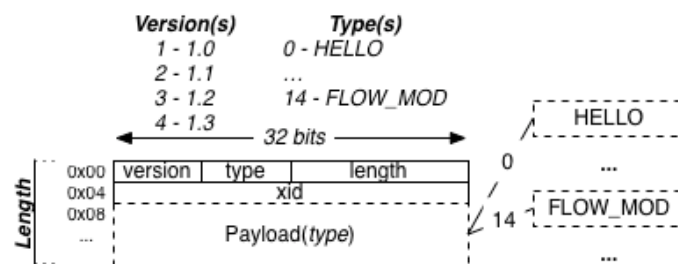 Version(s) Type(s)
1 - 1.0 0 - HELLO
2 - 1.1 ...
3 - 1.2 14 - FLOW_MOD
4 - 1.3
32 bits
HELLO
0
...
0x00 version type length
0x04 xid
0x08
... Payload(type)
14 FLOW_MOD
...
Length